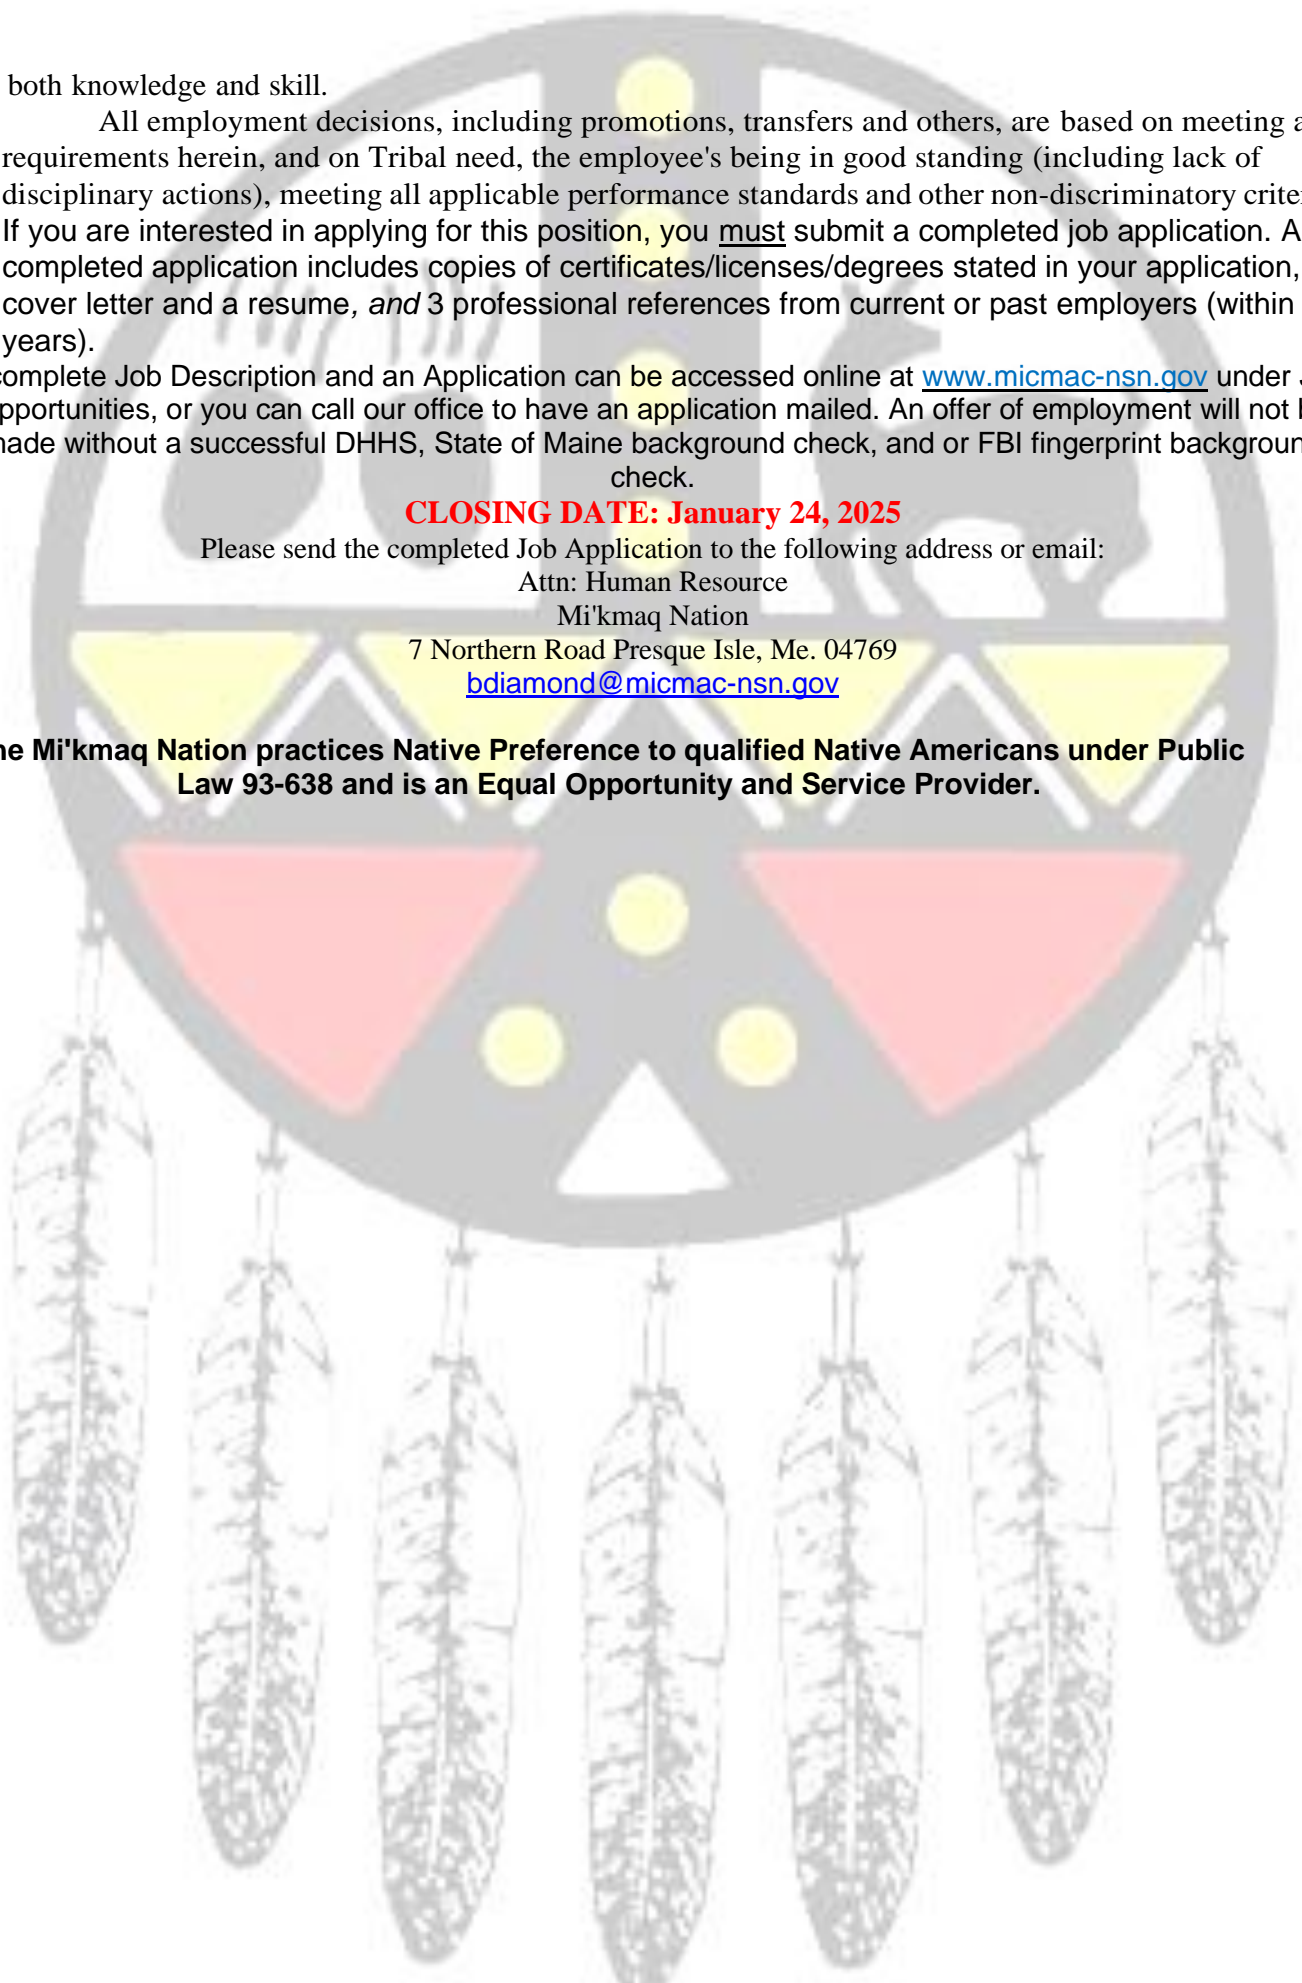 both knowledge and skill.
All employment decisions, including promotions, transfers and others, are based on meeting a
requirements herein, and on Tribal need, the employee's being in good standing (including lack of
disciplinary actions), meeting all applicable performance standards and other non-discriminatory criter
If you are interested in applying for this position, you must submit a completed job application. A
completed application includes copies of certificates/licenses/degrees stated in your application,
cover letter and a resume, and 3 professional references from current or past employers (within
years).
complete Job Description and an Application can be accessed online at www.micmac-nsn.gov under J
pportunities, or you can call our office to have an application mailed. An offer of employment will not b
nade without a successful DHHS, State of Maine background check, and or FBI fingerprint backgroun
check.
CLOSING DATE: January 24, 2025
Please send the completed Job Application to the following address or email:
Attn: Human Resource
Mi'kmaq Nation
7 Northern Road Presque Isle, Me. 04769
bdiamond@micmac-nsn.gov
he Mi'kmaq Nation practices Native Preference to qualified Native Americans under Public
Law 93-638 and is an Equal Opportunity and Service Provider.